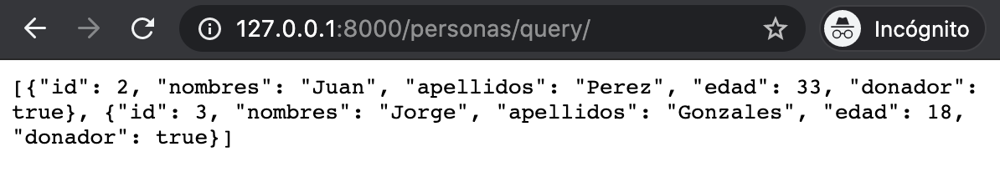 127.0.0.1:8000/personas/query/ Incógnito
[{"id": 2, "nombres": "Juan", "apellidos": "Perez", "edad": 33, "donador":
true}, {"id": 3, "nombres": "Jorge", "apellidos": "Gonzales", "edad": 18,
"donador": true}]